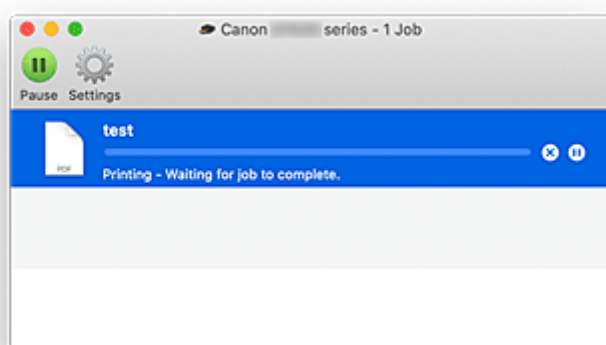 Canon series - 1 Job
Pause Settings
test
PDF
Printing - Waiting for job to complete.